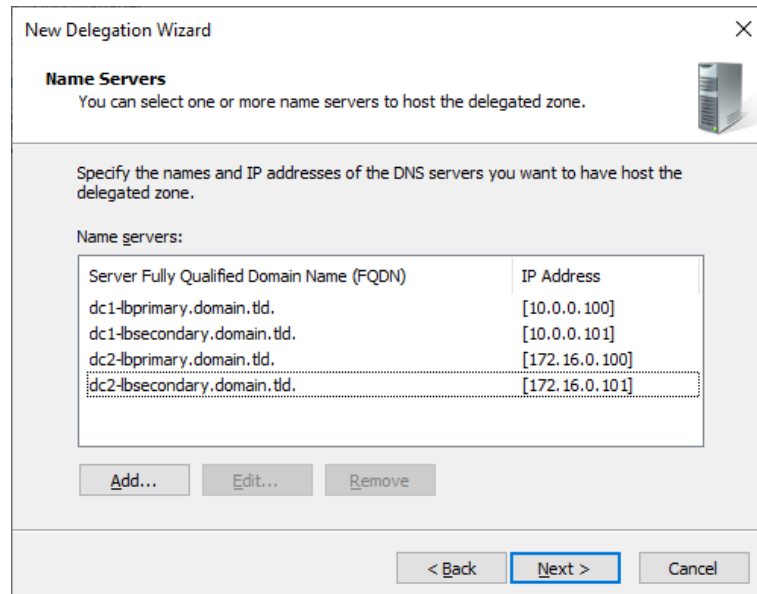 New Delegation Wizard
Name Servers
You can select one or more name servers to host the delegated zone.
Specify the names and IP addresses of the DNS servers you want to have host the
delegated zone.
Name servers:
Server Fully Qualified Domain Name (FQDN) IP Address
dc1-lbprimary.domain.tld. [10.0.0.100]
dc1-lbsecondary.domain.tld. [10.0.0.101]
dc2-lbprimary.domain.tld. [172.16.0.100]
dc2-lbsecondary.domain.tld. [172.16.0.101]
Add... Edit... Remove
< Back Next > Cancel